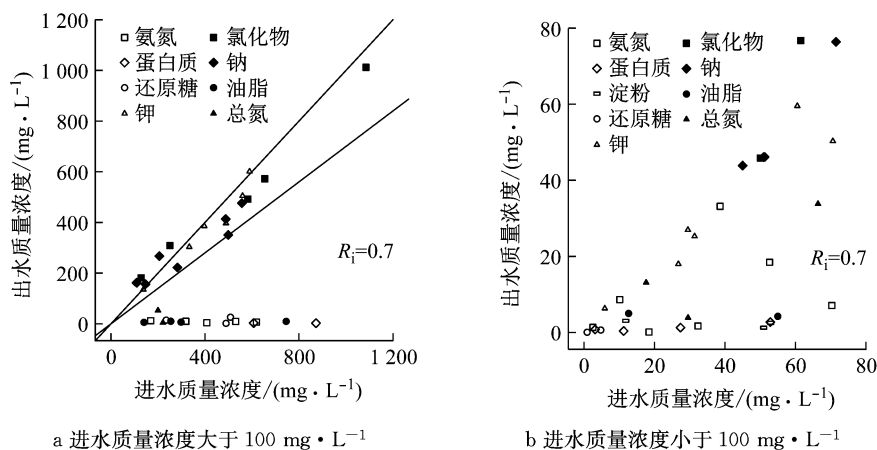 1 200
1 000
800
600
400
200
0
出水质量浓度/(mg·L⁻¹)
氨氮 氯化物
蛋白质 钠
还原糖 油脂
钾 总氮
Rᵢ=0.7
0 400 800 1 200
进水质量浓度/(mg·L⁻¹)
a 进水质量浓度大于 100 mg·L⁻¹
80
60
40
20
0
出水质量浓度/(mg·L⁻¹)
氨氮 氯化物
蛋白质 钠
淀粉 油脂
还原糖 总氮
钾
Rᵢ=0.7
0 20 40 60 80
进水质量浓度/(mg·L⁻¹)
b 进水质量浓度小于 100 mg·L⁻¹